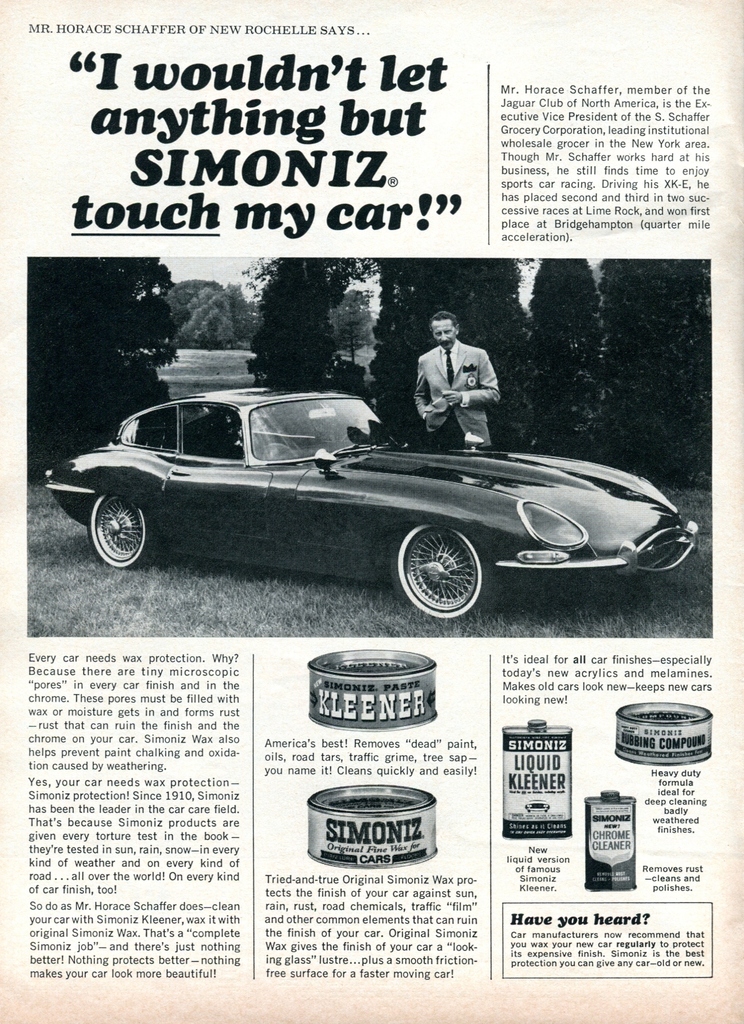 MR. HORACE SCHAFFER OF NEW ROCHELLE SAYS...
“I wouldn’t let
anything but
SIMONIZ®
touch my car!”
Mr. Horace Schaffer, member of the
Jaguar Club of North America, is the Ex-
ecutive Vice President of the S. Schaffer
Grocery Corporation, leading institutional
wholesale grocer in the New York area.
Though Mr. Schaffer works hard at his
business, he still finds time to enjoy
sports car racing. Driving his XK-E, he
has placed second and third in two suc-
cessive races at Lime Rock, and won first
place at Bridgehampton (quarter mile
acceleration).
Every car needs wax protection. Why?
Because there are tiny microscopic
“pores” in every car finish and in the
chrome. These pores must be filled with
wax or moisture gets in and forms rust
—rust that can ruin the finish and the
chrome on your car. Simoniz Wax also
helps prevent paint chalking and oxida-
tion caused by weathering.
Yes, your car needs wax protection—
Simoniz protection! Since 1910, Simoniz
has been the leader in the car care field.
That’s because Simoniz products are
given every torture test in the book—
they’re tested in sun, rain, snow—in every
kind of weather and on every kind of
road...all over the world! On every kind
of car finish, too!
So do as Mr. Horace Schaffer does—clean
your car with Simoniz Kleener, wax it with
original Simoniz Wax. That’s a “complete
Simoniz job”—and there’s just nothing
better! Nothing protects better—nothing
makes your car look more beautiful!
SIMONIZ PASTE
KLEENER
America’s best! Removes “dead” paint,
oils, road tars, traffic grime, tree sap—
you name it! Cleans quickly and easily!
SIMONIZ
Original Fine Wax for
CARS
Tried-and-true Original Simoniz Wax pro-
tects the finish of your car against sun,
rain, rust, road chemicals, traffic “film”
and other common elements that can ruin
the finish of your car. Original Simoniz
Wax gives the finish of your car a “look-
ing glass” lustre...plus a smooth friction-
free surface for a faster moving car!
It’s ideal for all car finishes—especially
today’s new acrylics and melamines.
Makes old cars look new—keeps new cars
looking new!
SIMONIZ
LIQUID
KLEENER
Shines as it Cleans
New
liquid version
of famous
Simoniz
Kleener.
SIMONIZ
RUBBING COMPOUND
Cleans Weathered Finishes
Heavy duty
formula
ideal for
deep cleaning
badly
weathered
finishes.
SIMONIZ
NEW!
CHROME
CLEANER
REMOVES RUST
CLEANS - POLISHES
Removes rust
—cleans and
polishes.
Have you heard?
Car manufacturers now recommend that
you wax your new car regularly to protect
its expensive finish. Simoniz is the best
protection you can give any car—old or new.